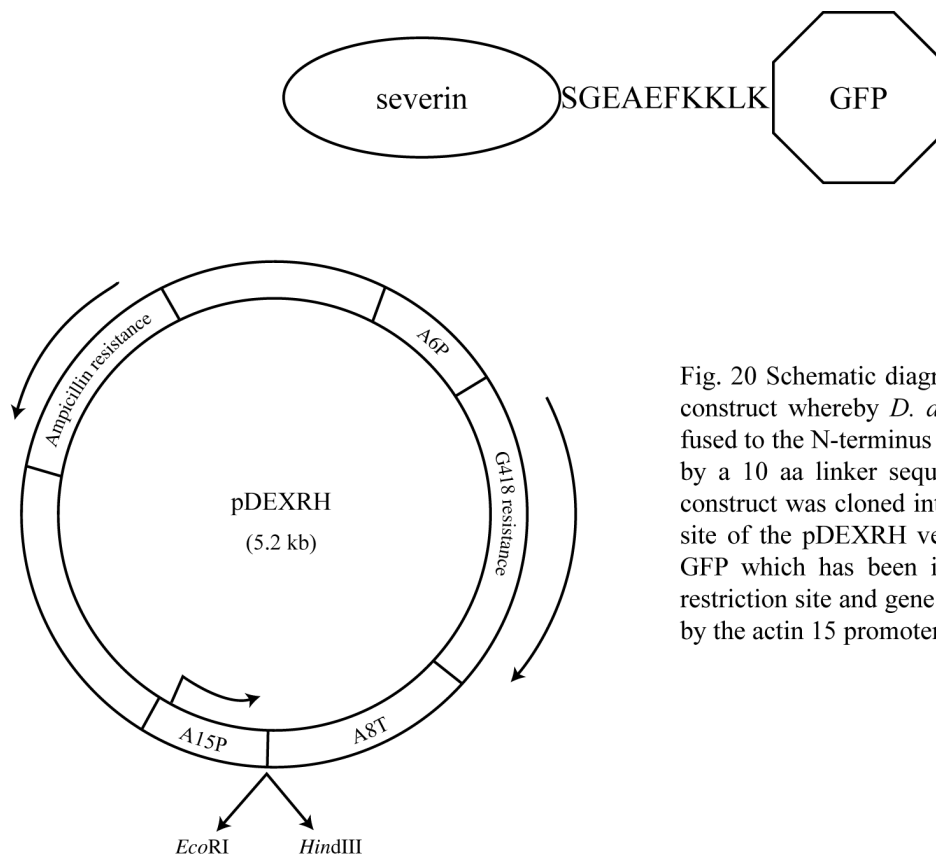 severin SGEAEFKKLK GFP
Ampicillin resistance
A6P
G418 resistance
pDEXRH
(5.2 kb)
A15P
A8T
EcoRI HindIII
Fig. 20 Schematic diagr
construct whereby D. a
fused to the N-terminus
by a 10 aa linker sequ
construct was cloned int
site of the pDEXRH ve
GFP which has been i
restriction site and gene
by the actin 15 promoter